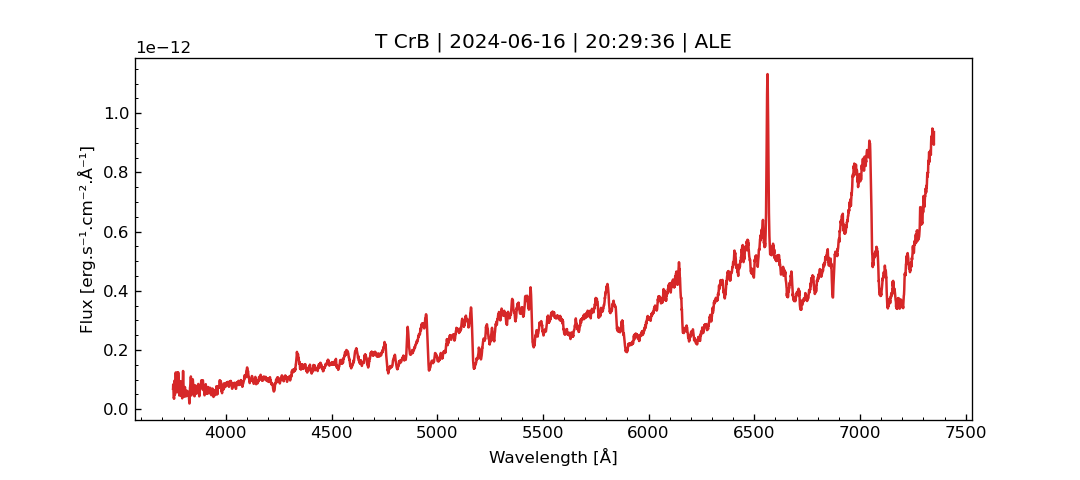 T CrB | 2024-06-16 | 20:29:36 | ALE
1e−12
1.0
0.8
0.6
0.4
0.2
0.0
Flux [erg.s⁻¹.cm⁻².Å⁻¹]
4000 4500 5000 5500 6000 6500 7000 7500
Wavelength [Å]